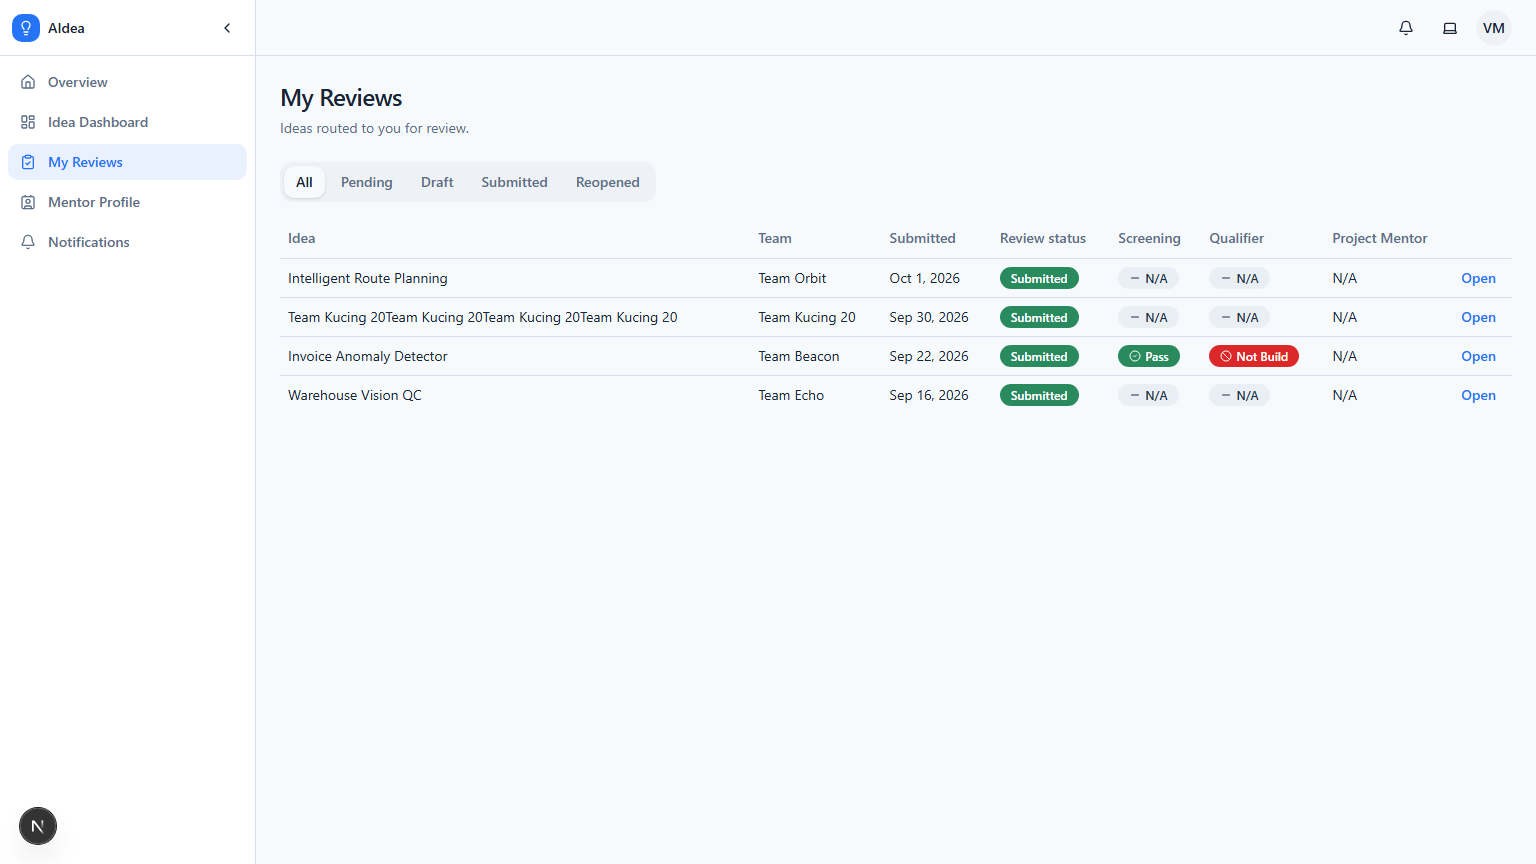 AIdea
VM
Overview
Idea Dashboard
My Reviews
Mentor Profile
Notifications
My Reviews
Ideas routed to you for review.
All Pending Draft Submitted Reopened
Idea Team Submitted Review status Screening Qualifier Project Mentor
Intelligent Route Planning Team Orbit Oct 1, 2026 Submitted N/A N/A N/A Open
Team Kucing 20Team Kucing 20Team Kucing 20Team Kucing 20 Team Kucing 20 Sep 30, 2026 Submitted N/A N/A N/A Open
Invoice Anomaly Detector Team Beacon Sep 22, 2026 Submitted Pass Not Build N/A Open
Warehouse Vision QC Team Echo Sep 16, 2026 Submitted N/A N/A N/A Open
N